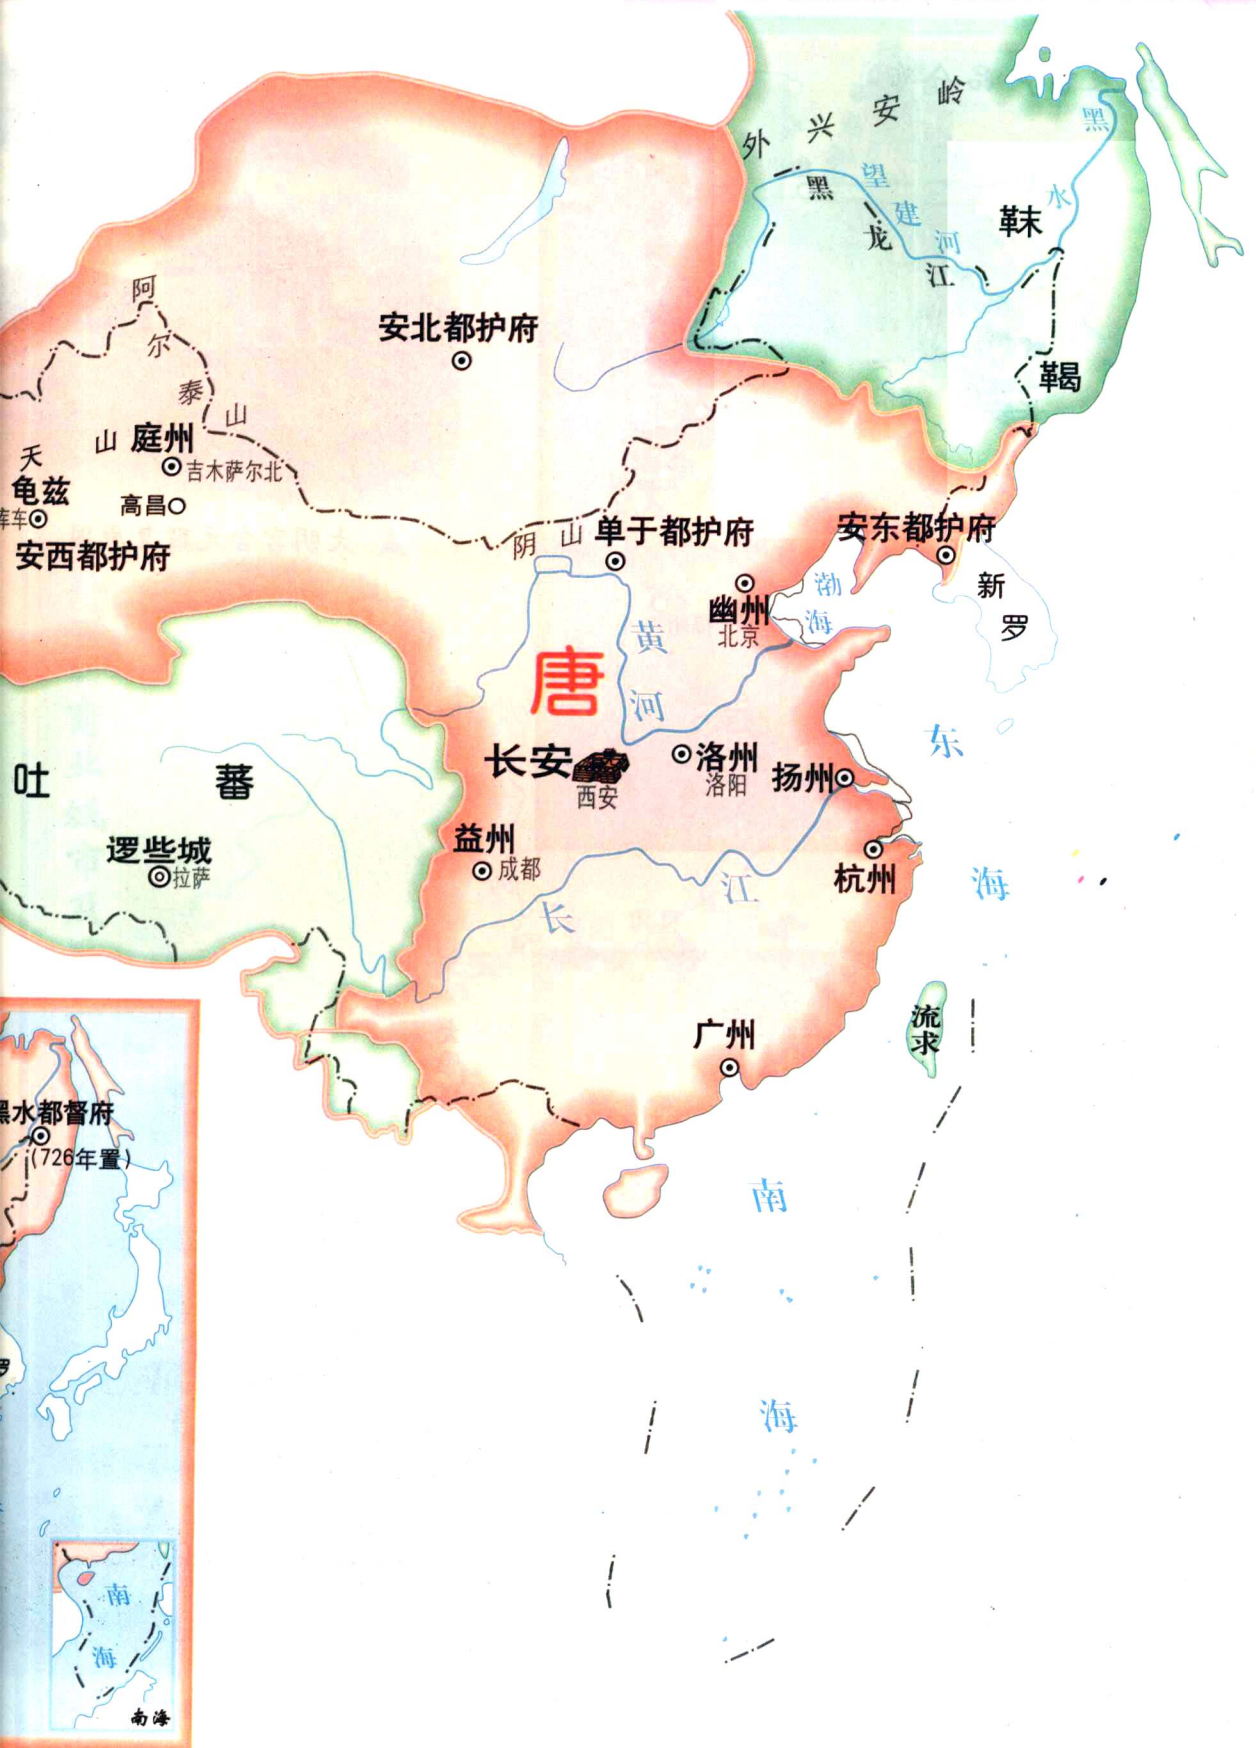 外兴安岭
黑水
望建河
黑龙江
靺
鞨
阿尔泰山
安北都护府
天山
庭州
吉木萨尔北
龟兹
库车
高昌
安西都护府
阴山
单于都护府
安东都护府
新罗
渤海
幽州
北京
黄河
唐
长安
西安
洛州
洛阳
扬州
东海
吐蕃
逻些城
拉萨
益州
成都
杭州
长江
流求
广州
南海
黑水都督府
(726年置)
罗
南海
南海